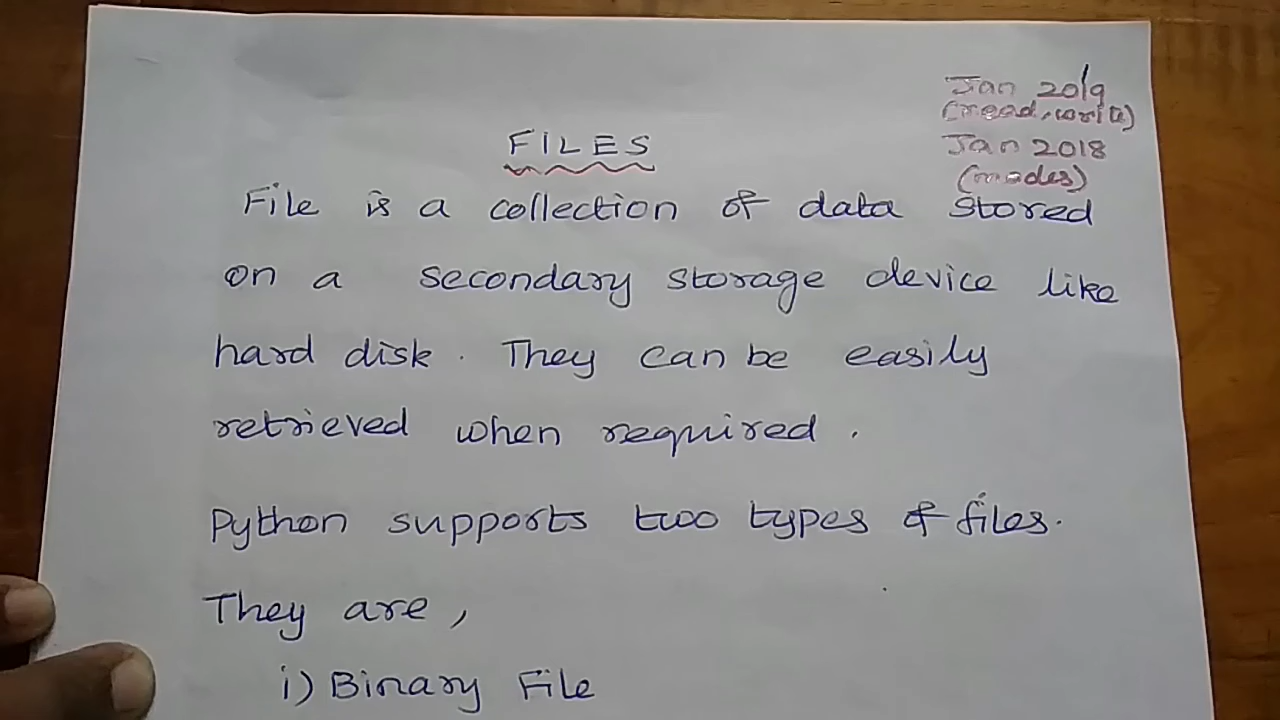 Jan 2019
(read, write)
Jan 2018
(modes)
FILES
File is a collection of data stored
on a secondary storage device like
hard disk. They can be easily
retrieved when required.
Python supports two types of files.
They are,
i) Binary File